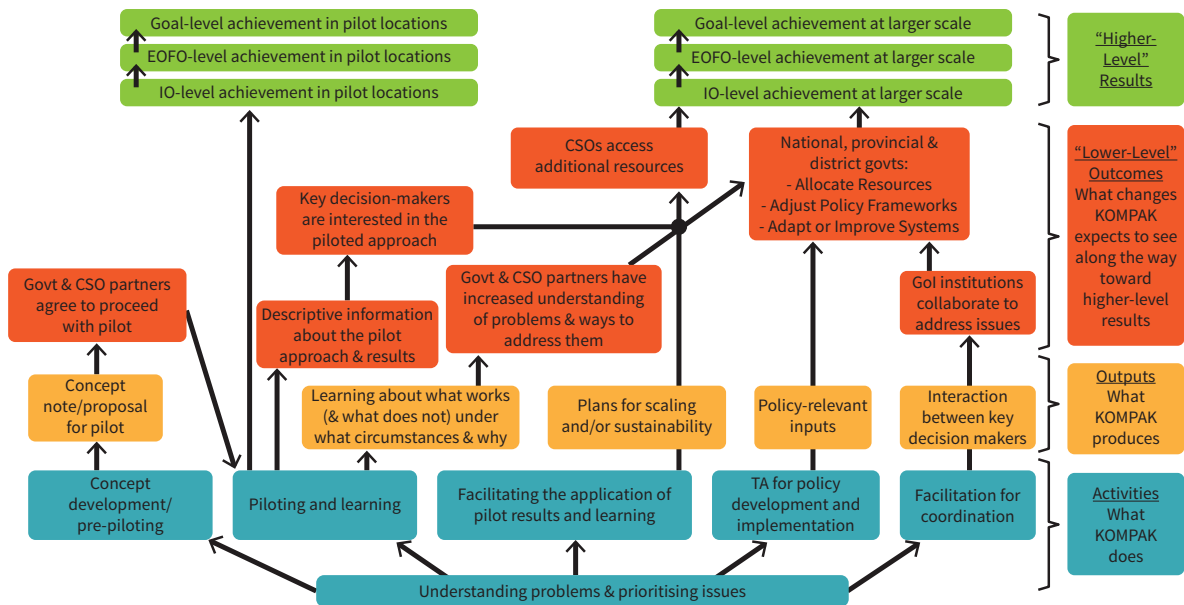 Goal-level achievement in pilot locations
EOFO-level achievement in pilot locations
IO-level achievement in pilot locations
Goal-level achievement at larger scale
EOFO-level achievement at larger scale
IO-level achievement at larger scale
“Higher-
Level”
Results
CSOs access
additional resources
National, provincial &
district govts:
- Allocate Resources
- Adjust Policy Frameworks
- Adapt or Improve Systems
Key decision-makers
are interested in the
piloted approach
Govt & CSO partners
agree to proceed
with pilot
Descriptive information
about the pilot
approach & results
Govt & CSO partners have
increased understanding
of problems & ways to
address them
GoI institutions
collaborate to
address issues
“Lower-Level”
Outcomes
What changes
KOMPAK
expects to see
along the way
toward
higher-level
results
Concept
note/proposal
for pilot
Learning about what works
(& what does not) under
what circumstances & why
Plans for scaling
and/or sustainability
Policy-relevant
inputs
Interaction
between key
decision makers
Outputs
What
KOMPAK
produces
Concept
development/
pre-piloting
Piloting and learning
Facilitating the application of
pilot results and learning
TA for policy
development and
implementation
Facilitation for
coordination
Activities
What
KOMPAK
does
Understanding problems & prioritising issues